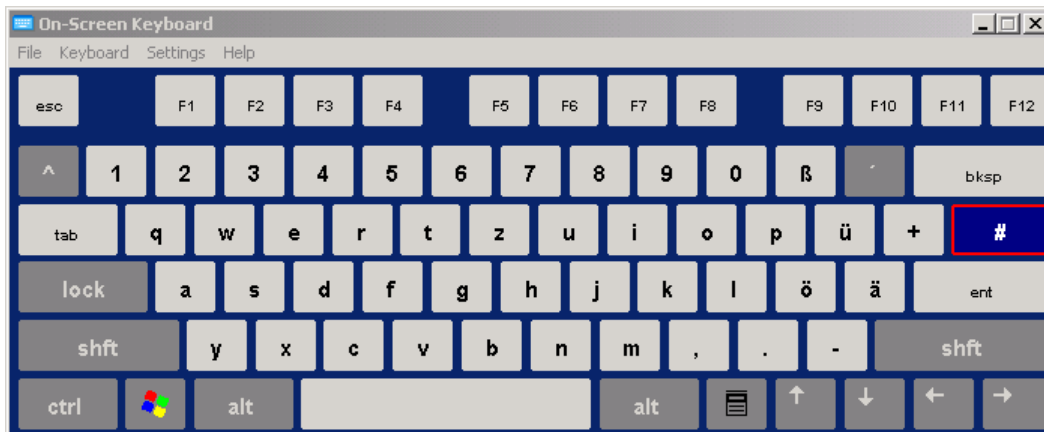 On-Screen Keyboard
File Keyboard Settings Help
esc F1 F2 F3 F4 F5 F6 F7 F8 F9 F10 F11 F12
^ 1 2 3 4 5 6 7 8 9 0 ß ´ bksp
tab q w e r t z u i o p ü + #
lock a s d f g h j k l ö ä ent
shft y x c v b n m , . - shft
ctrl alt alt ↑ ↓ ← →